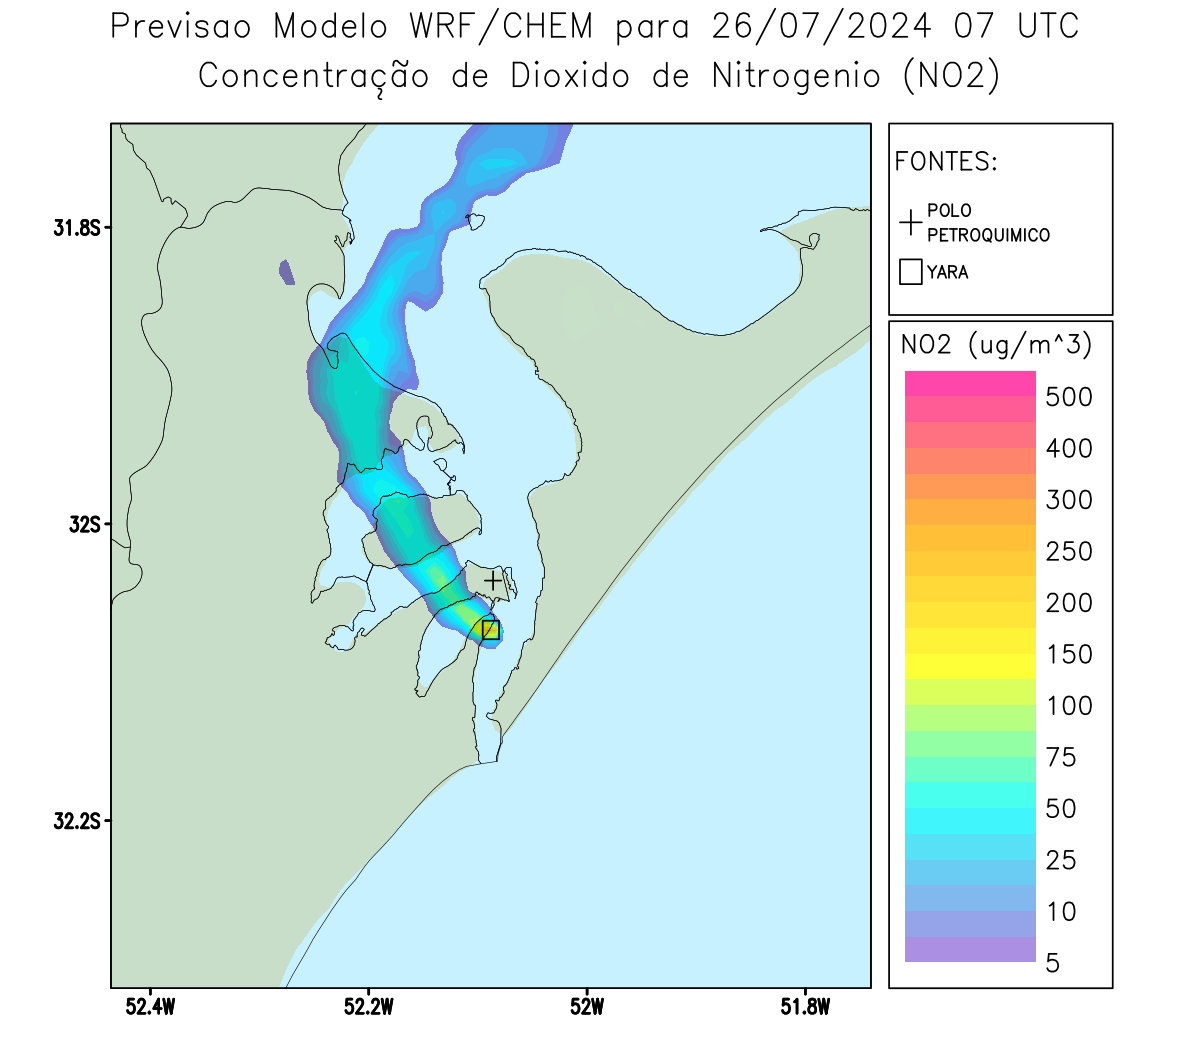 Previsao Modelo WRF/CHEM para 26/07/2024 07 UTC
Concentração de Dioxido de Nitrogenio (NO2)
FONTES:
POLO
PETROQUIMICO
YARA
NO2 (ug/m^3)
500
400
300
250
200
150
100
75
50
25
10
5
31.8S
32S
32.2S
52.4W
52.2W
52W
51.8W